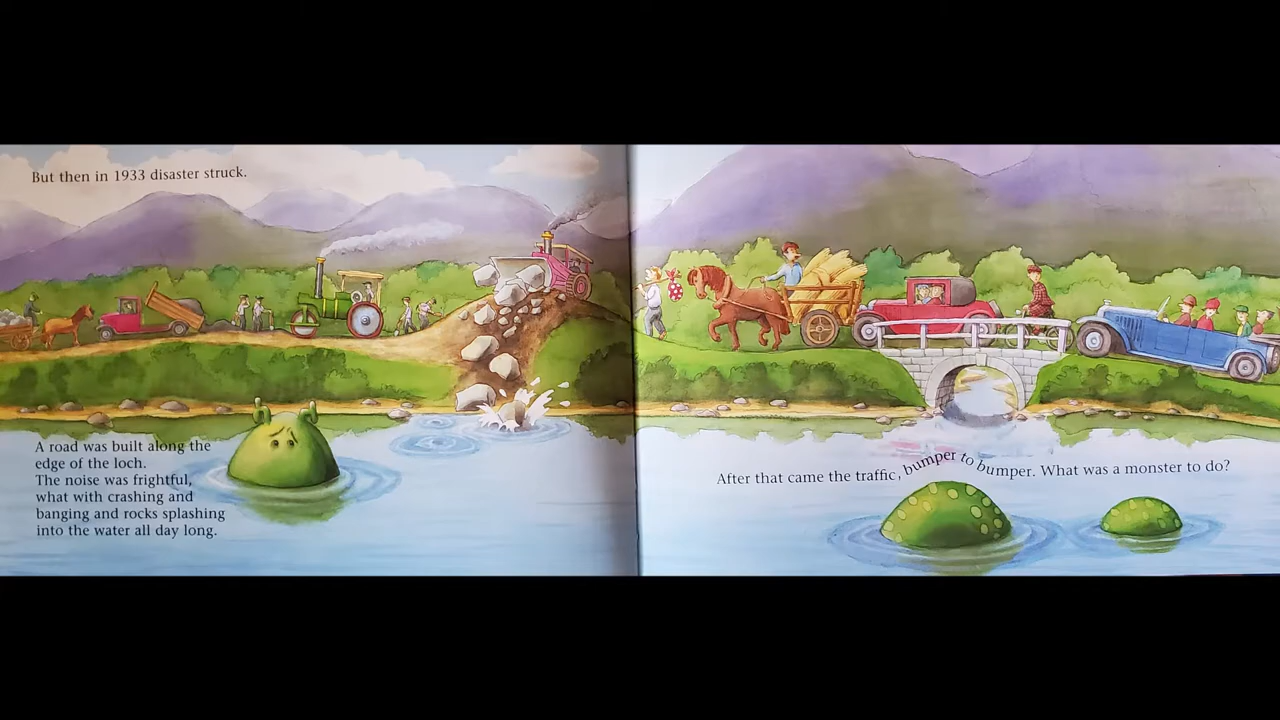 But then in 1933 disaster struck.
A road was built along the
edge of the loch.
The noise was frightful,
what with crashing and
banging and rocks splashing
into the water all day long.
After that came the traffic, bumper to bumper. What was a monster to do?